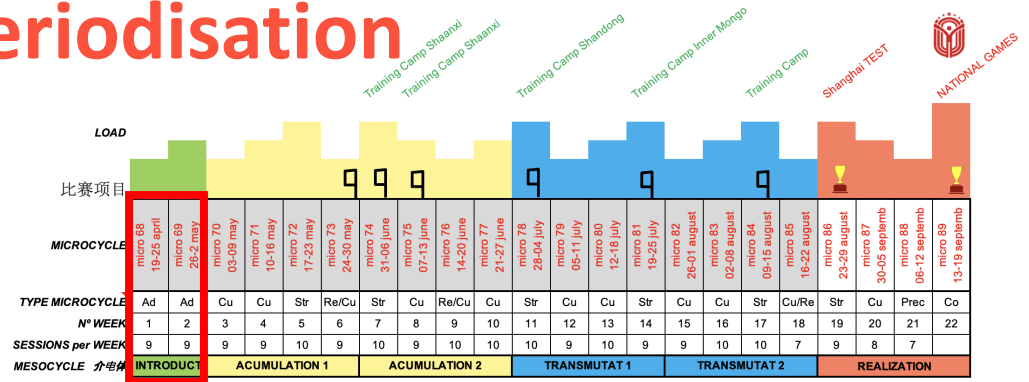 eriodisation
Training Camp Shaanxi
Training Camp Shaanxi
Training Camp Shandong
Training Camp Inner Mongo
Training Camp
Shanghai TEST
NATIONAL GAMES
LOAD
比赛项目
MICROCYCLE
micro 68
19-25 april
micro 69
26-2 may
micro 70
03-09 may
micro 71
10-16 may
micro 72
17-23 may
micro 73
24-30 may
micro 74
31-06 june
micro 75
07-13 june
micro 76
14-20 june
micro 77
21-27 june
micro 78
28-04 july
micro 79
05-11 july
micro 80
12-18 july
micro 81
19-25 july
micro 82
26-01 august
micro 83
02-08 august
micro 84
09-15 august
micro 85
16-22 august
micro 86
23-29 august
micro 87
30-05 septemb
micro 88
06-12 septemb
micro 89
13-19 septemb
TYPE MICROCYCLE Ad Ad Cu Cu Str Re/Cu Str Cu Re/Cu Cu Str Cu Cu Str Cu Cu Str Cu/Re Str Cu Prec Co
Nº WEEK 1 2 3 4 5 6 7 8 9 10 11 12 13 14 15 16 17 18 19 20 21 22
SESSIONS per WEEK 9 9 9 9 10 9 10 9 9 10 10 9 10 9 9 10 10 7 9 8 7
MESOCYCLE 介电体 INTRODUCT ACUMULATION 1 ACUMULATION 2 TRANSMUTAT 1 TRANSMUTAT 2 REALIZATION